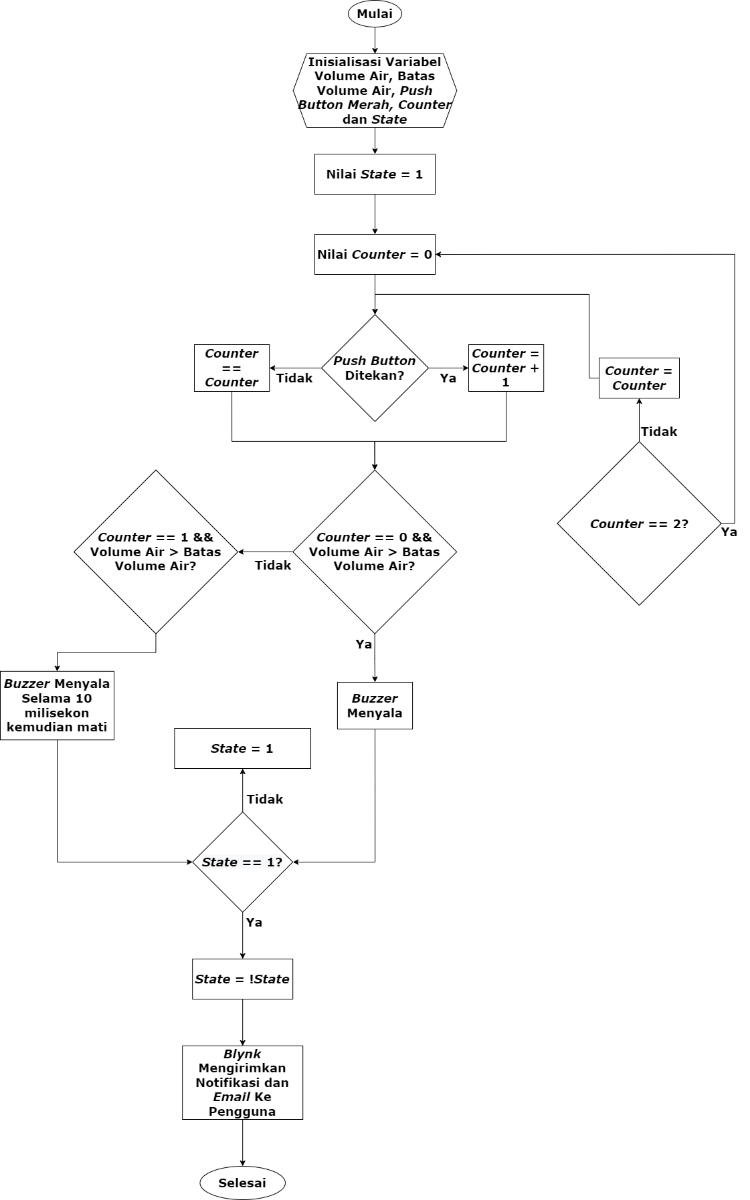 Mulai
Inisialisasi Variabel
Volume Air, Batas
Volume Air, Push
Button Merah, Counter
dan State
Nilai State = 1
Nilai Counter = 0
Counter
==
Counter
Tidak
Push Button
Ditekan?
Ya
Counter =
Counter +
1
Counter =
Counter
Tidak
Counter == 2?
Ya
Counter == 1 &&
Volume Air > Batas
Volume Air?
Tidak
Counter == 0 &&
Volume Air > Batas
Volume Air?
Ya
Buzzer Menyala
Selama 10
milisekon
kemudian mati
Buzzer
Menyala
State = 1
Tidak
State == 1?
Ya
State = !State
Blynk
Mengirimkan
Notifikasi dan
Email Ke
Pengguna
Selesai